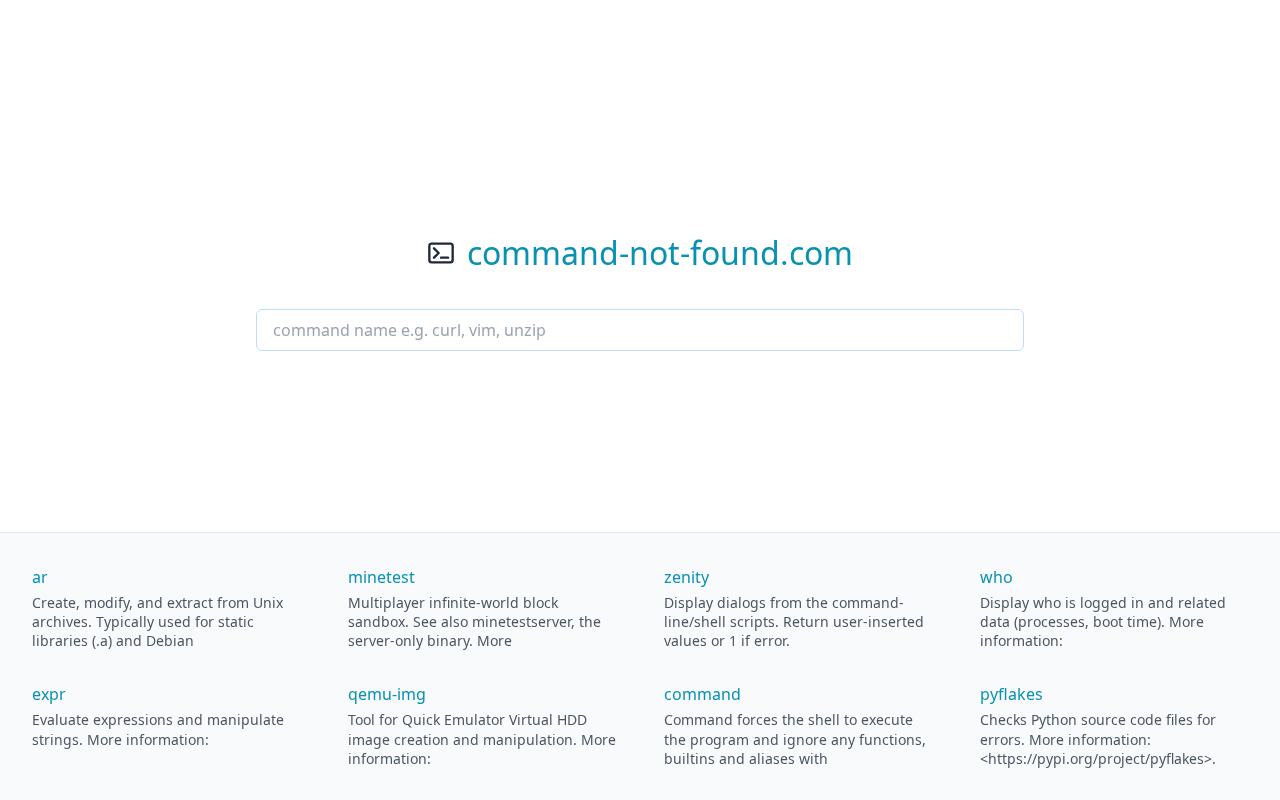 command-not-found.com
command name e.g. curl, vim, unzip
ar
Create, modify, and extract from Unix
archives. Typically used for static
libraries (.a) and Debian
minetest
Multiplayer infinite-world block
sandbox. See also minetestserver, the
server-only binary. More
zenity
Display dialogs from the command-
line/shell scripts. Return user-inserted
values or 1 if error.
who
Display who is logged in and related
data (processes, boot time). More
information:
expr
Evaluate expressions and manipulate
strings. More information:
qemu-img
Tool for Quick Emulator Virtual HDD
image creation and manipulation. More
information:
command
Command forces the shell to execute
the program and ignore any functions,
builtins and aliases with
pyflakes
Checks Python source code files for
errors. More information:
<https://pypi.org/project/pyflakes>.